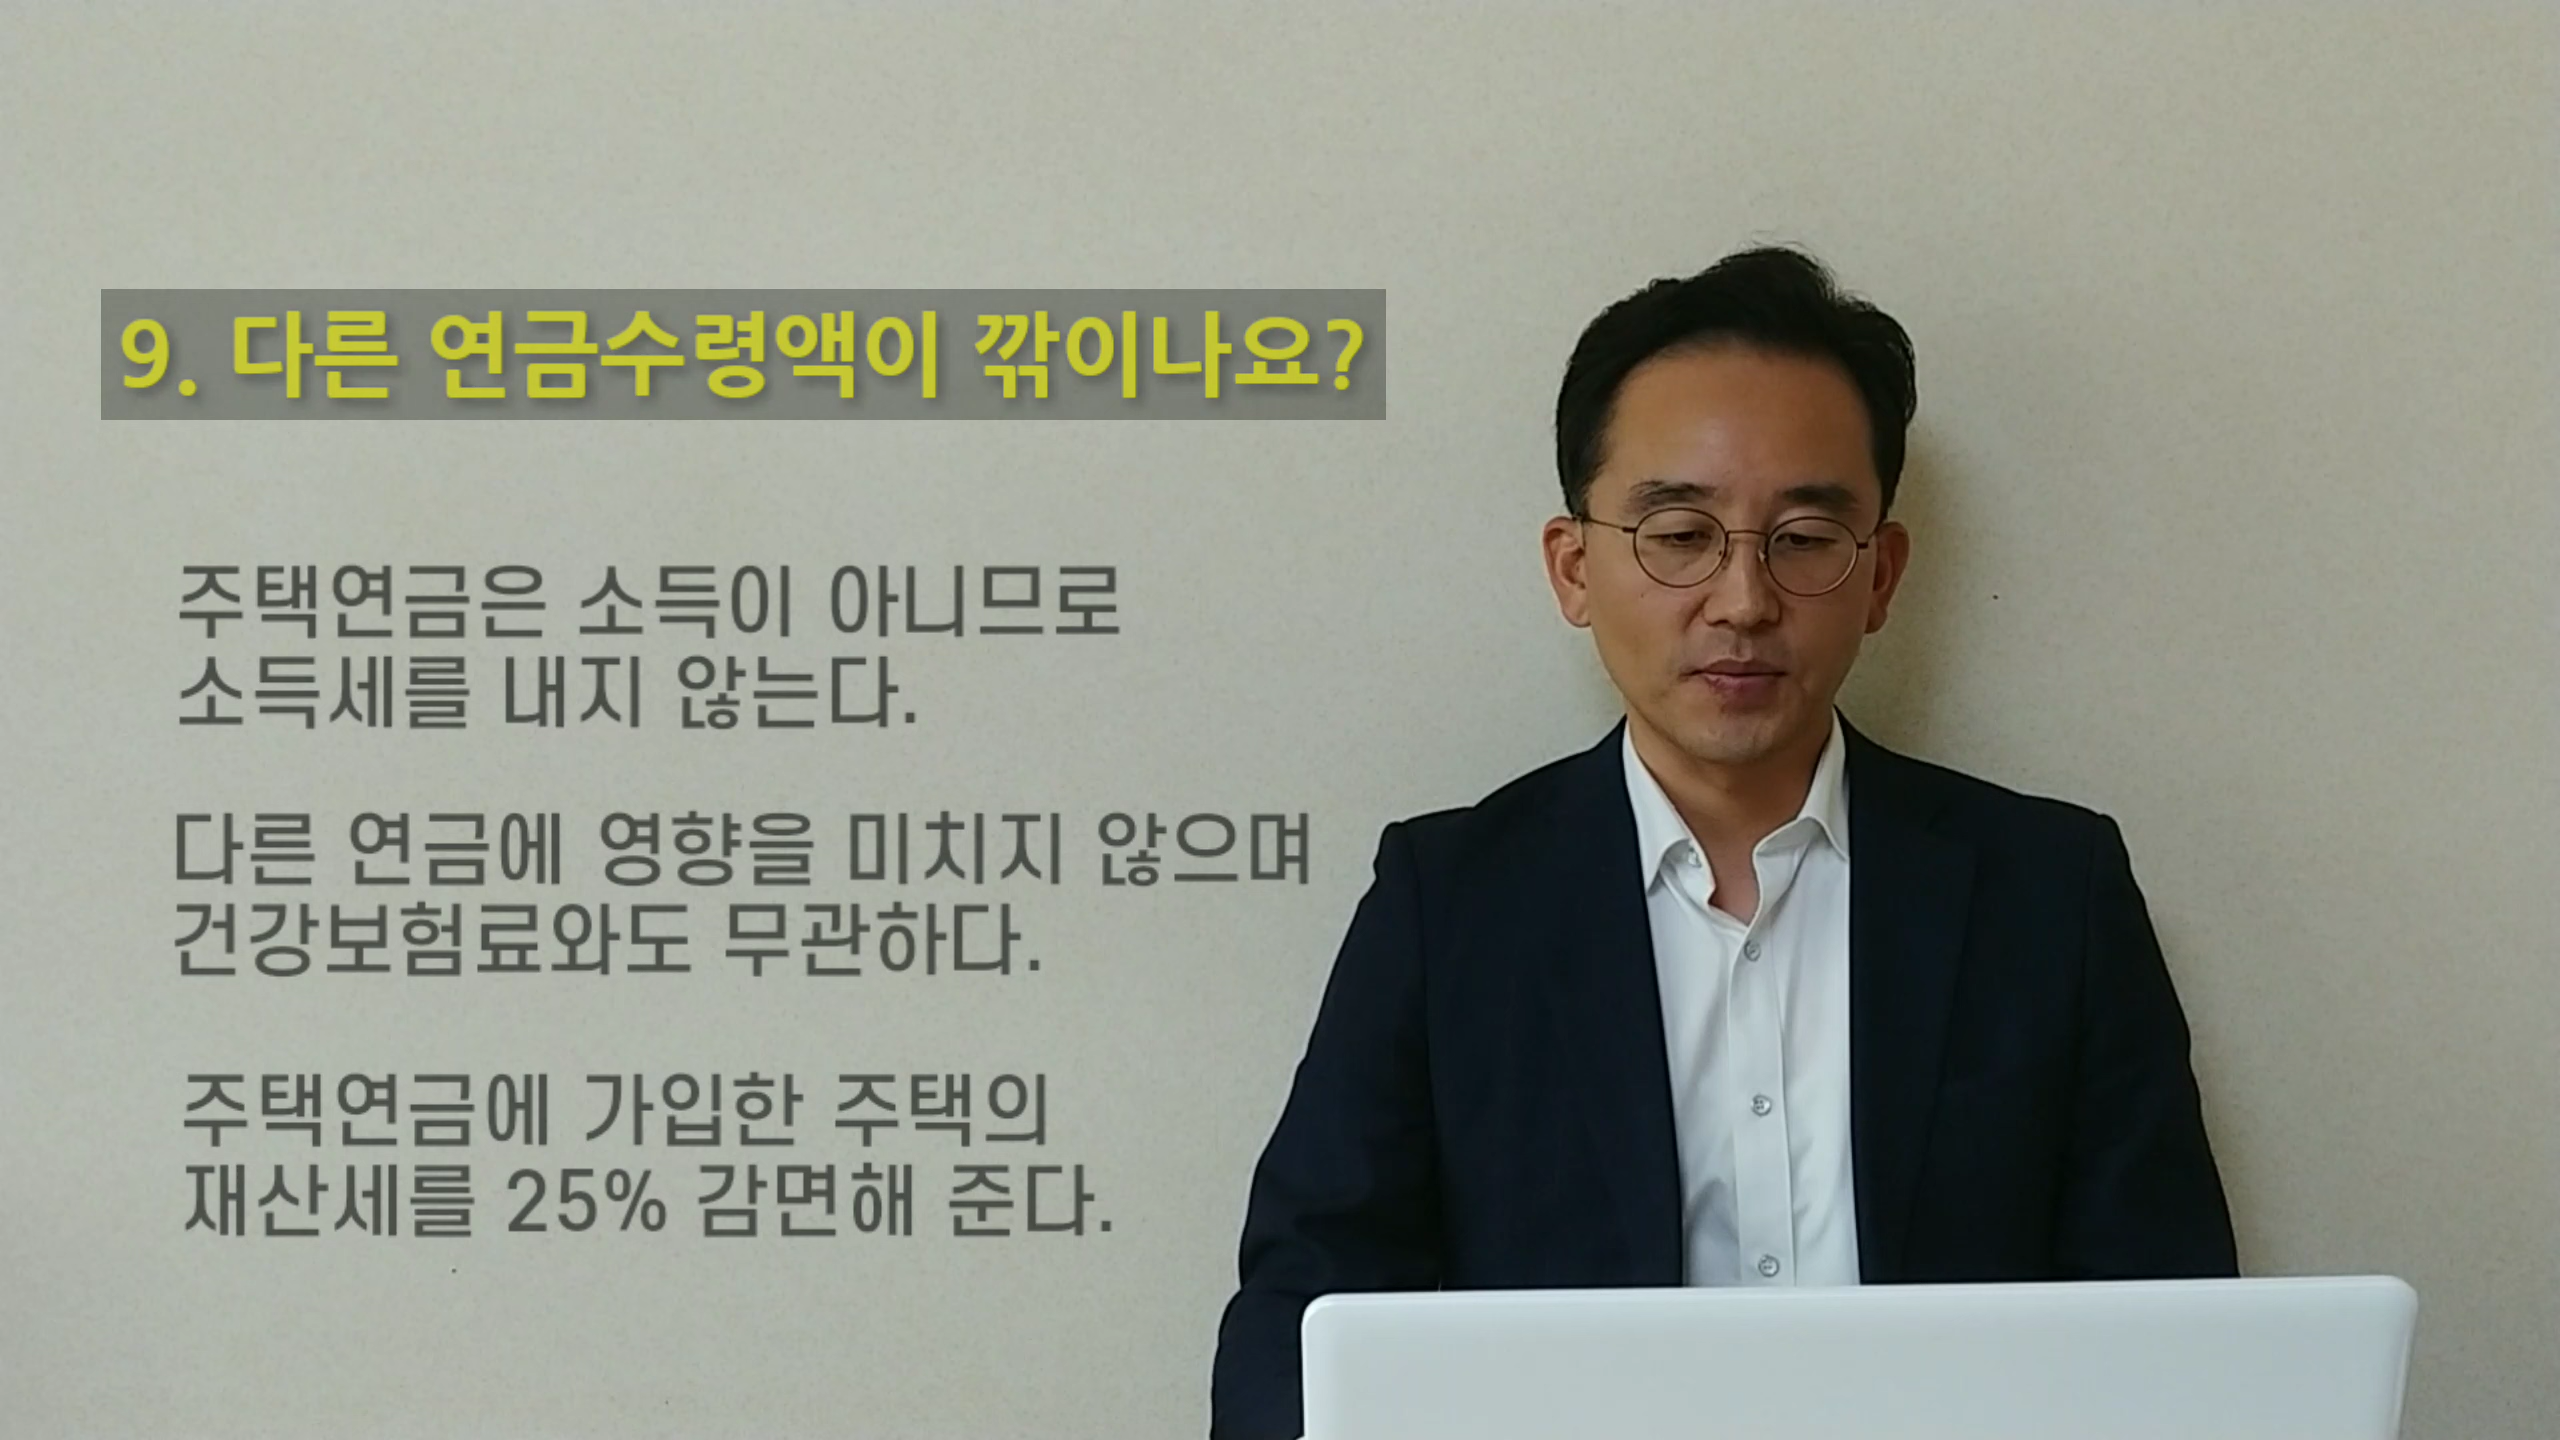 9. 다른 연금수령액이 깎이나요?
주택연금은 소득이 아니므로
소득세를 내지 않는다.
다른 연금에 영향을 미치지 않으며
건강보험료와도 무관하다.
주택연금에 가입한 주택의
재산세를 25% 감면해 준다.